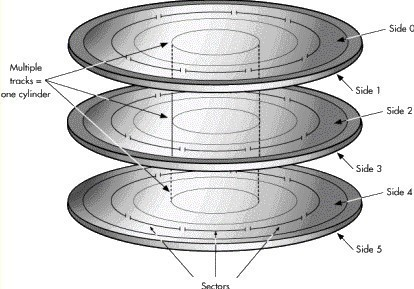 Side 0
Multiple
tracks =
one cylinder
Side 1
Side 2
Side 3
Side 4
Side 5
Sectors